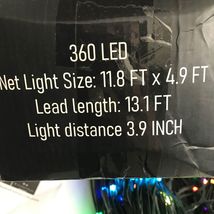 360 LED
Net Light Size: 11.8 FT x 4.9 FT
Lead length: 13.1 FT
Light distance 3.9 INCH